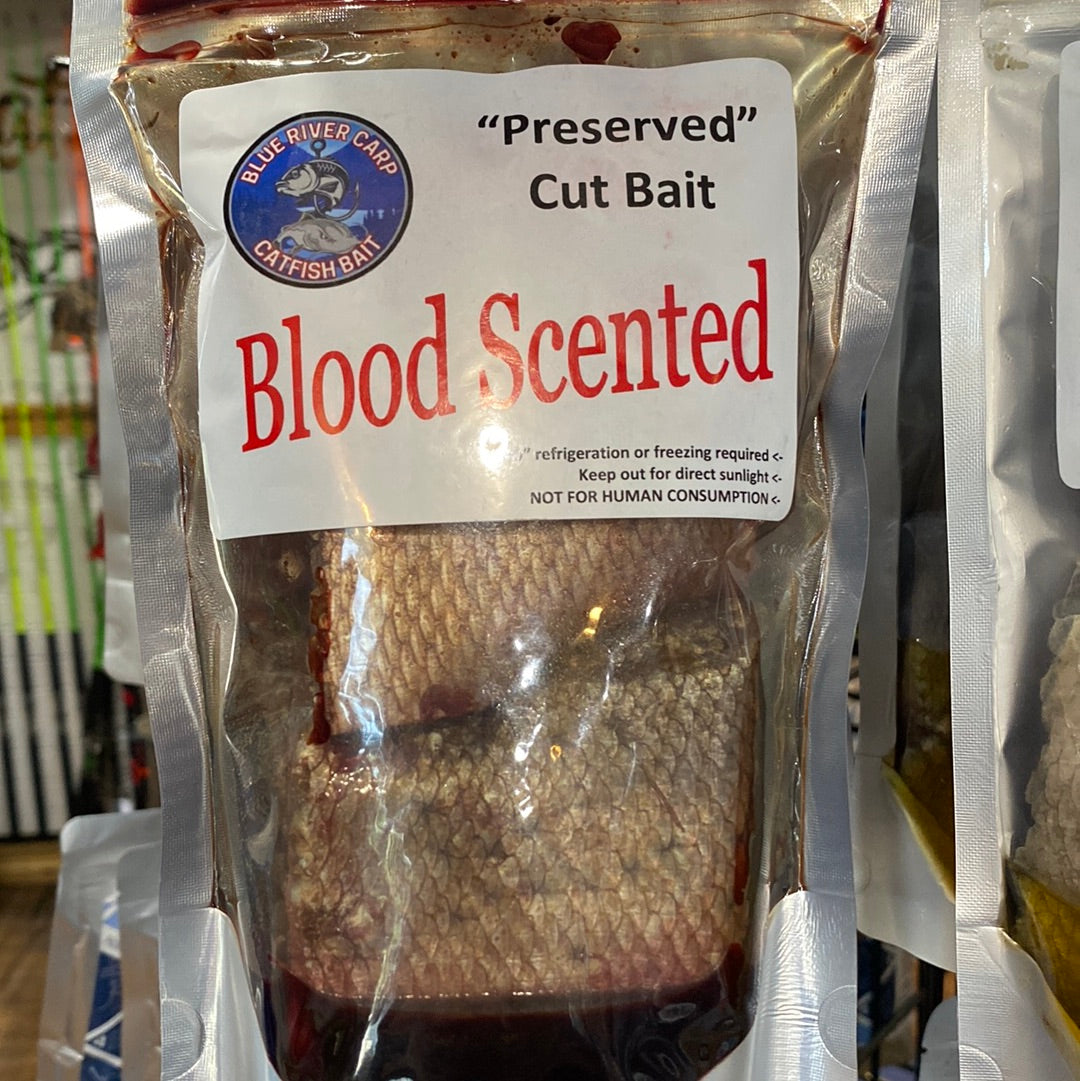 BLUE RIVER CARP
CATFISH BAIT
“Preserved”
Cut Bait
Blood Scented
refrigeration or freezing required <-
Keep out for direct sunlight <-
NOT FOR HUMAN CONSUMPTION <-